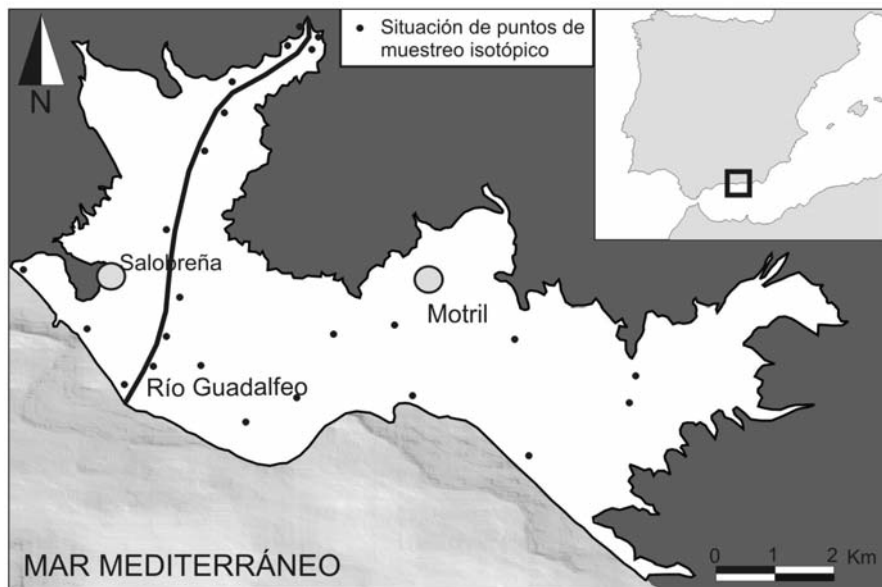 Situación de puntos de
muestreo isotópico
N
Salobreña
Motril
Río Guadalfeo
MAR MEDITERRÁNEO
0 1 2 Km